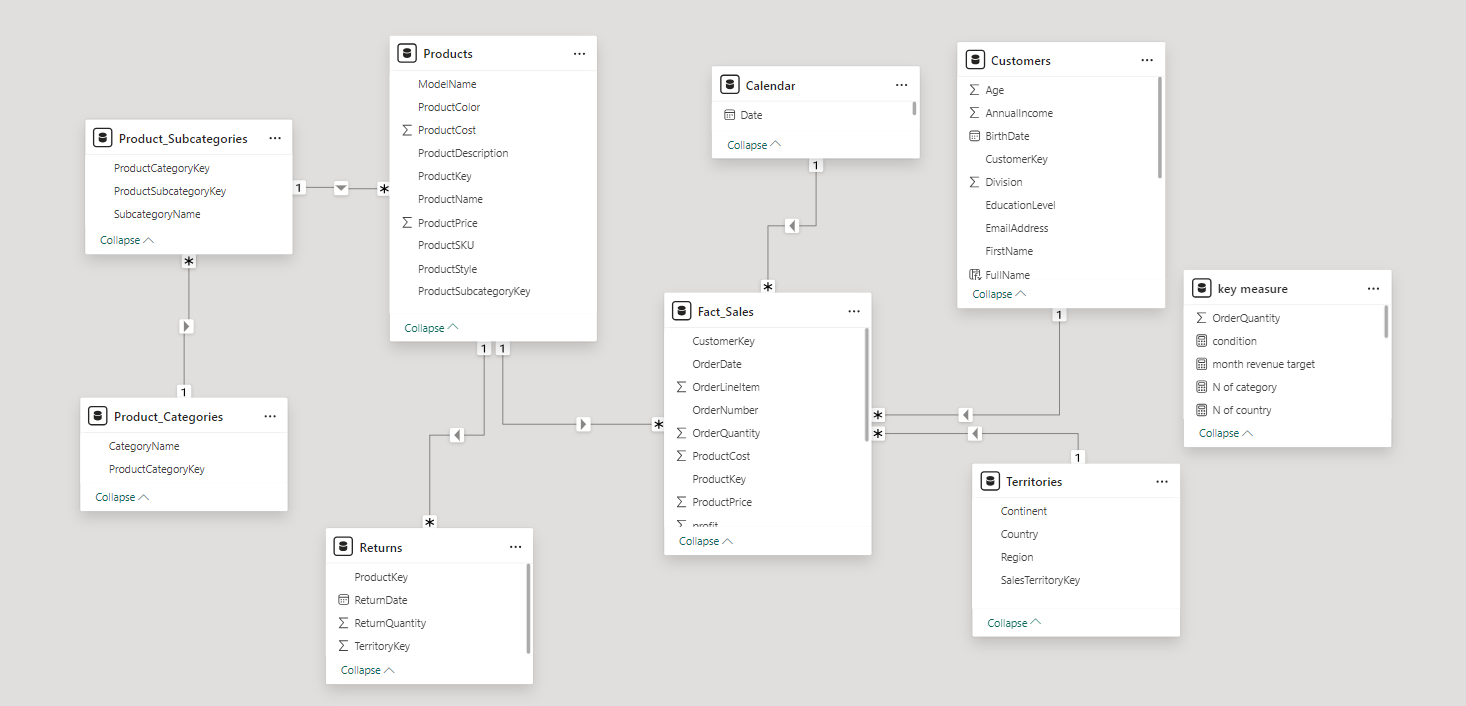 Products
ModelName
ProductColor
ProductCost
ProductDescription
ProductKey
ProductName
ProductPrice
ProductSKU
ProductStyle
ProductSubcategoryKey
Collapse
Product_Subcategories
ProductCategoryKey
ProductSubcategoryKey
SubcategoryName
Collapse
1
*
*
1
Product_Categories
CategoryName
ProductCategoryKey
Collapse
1
1
*
*
Returns
ProductKey
ReturnDate
ReturnQuantity
TerritoryKey
Collapse
Calendar
Date
Collapse
1
*
Fact_Sales
CustomerKey
OrderDate
OrderLineItem
OrderNumber
OrderQuantity
ProductCost
ProductKey
ProductPrice
profit
Collapse
Customers
Age
AnnualIncome
BirthDate
CustomerKey
Division
EducationLevel
EmailAddress
FirstName
FullName
Collapse
1
*
*
1
Territories
Continent
Country
Region
SalesTerritoryKey
Collapse
key measure
OrderQuantity
condition
month revenue target
N of category
N of country
Collapse